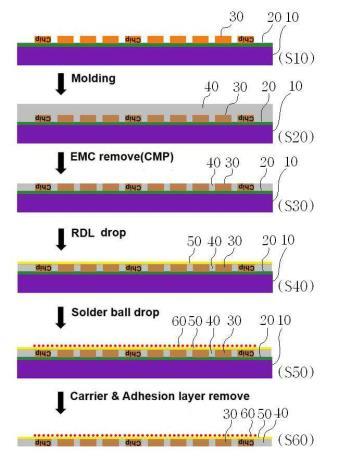 30
20 10
Chip Chip Chip
(S10)
Molding
40 30 20 10
Chip Chip Chip
(S20)
EMC remove(CMP)
40 30 20 10
Chip Chip Chip
(S30)
RDL drop
50 40 30 20 10
Chip Chip Chip
(S40)
Solder ball drop
60 50 40 30 20 10
Chip Chip Chip
(S50)
Carrier & Adhesion layer remove
30 60 50 40
Chip Chip Chip
(S60)